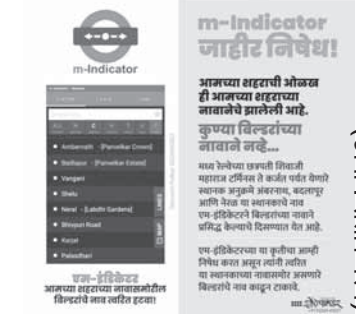 m-Indicator
Ambernath - [Panvelkar Crown]
Badlapur - [Panvelkar Estate]
Vangani
Shelu
Neral - [Labdhi Gardens]
Bhivpuri Road
Karjat
Palasdhari
LINES
MAP
एम-इंडिकेटर
आमच्या शहराच्या नावासमोरील
बिल्डरांचे नाव त्वरित हटवा!
m-Indicator
जाहीर निषेध!
आमच्या शहराची ओळख
ही आमच्या शहराच्या
नावानेच झालेली आहे.
कुण्या बिल्डरांच्या
नावाने नव्हे...
मध्य रेल्वेच्या छत्रपती शिवाजी
महाराज टर्मिनस ते कर्जत पर्यंत येणारे
स्थानक अनुक्रमे अंबरनाथ, बदलापूर
आणि नेरळ या स्थानकाचे नाव
एम-इंडिकेटरने बिल्डरांच्या नावाने
प्रसिद्ध केल्याचे दिसण्यात येत आहे.
एम-इंडिकेटरच्या या कृतीचा आम्ही
निषेध करत असून त्यांनी त्वरित
या स्थानकाच्या नावासमोर असणारे
बिल्डरांचे नाव काढून टाकावे.